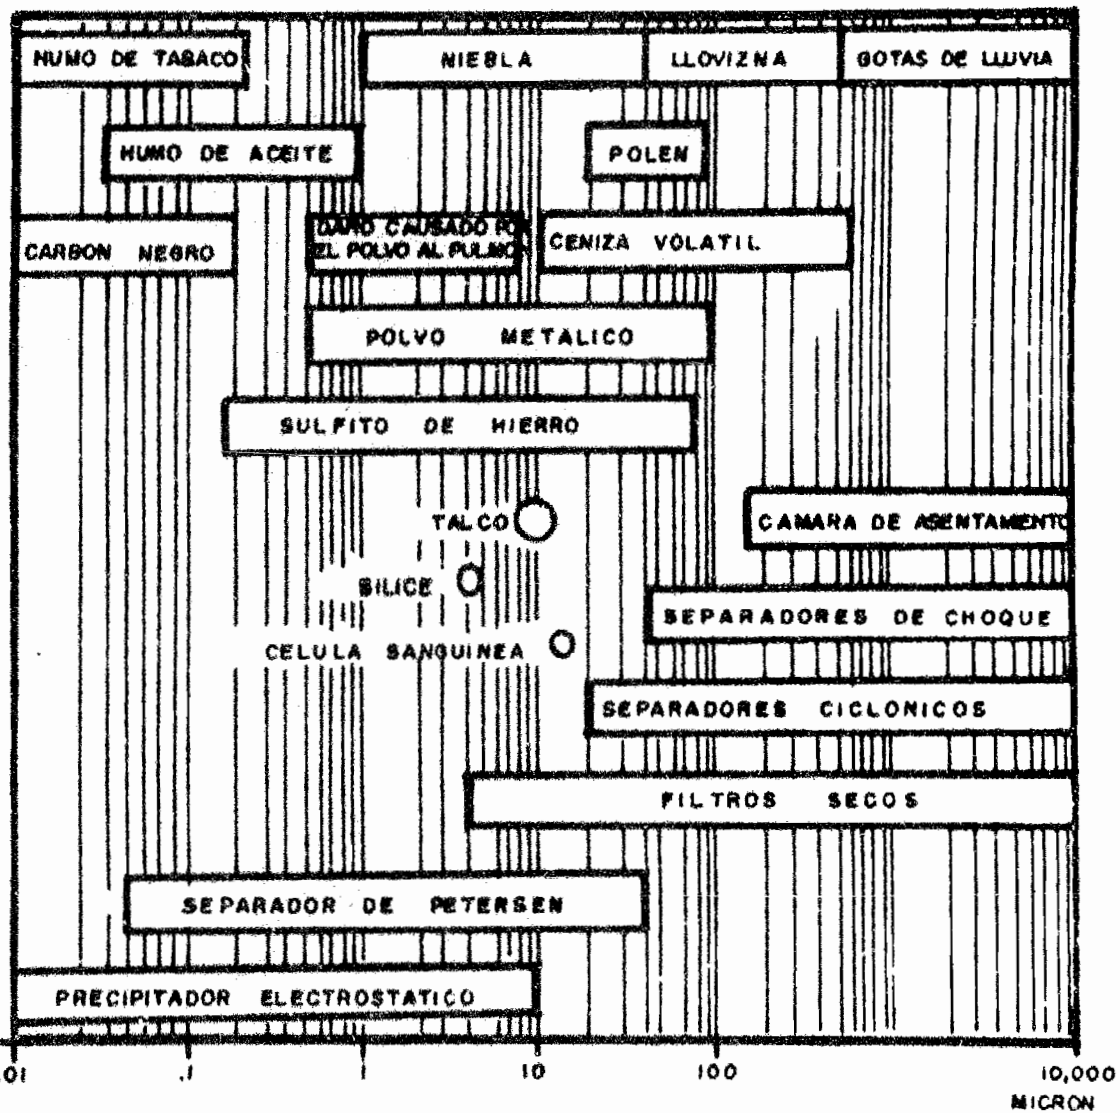 HUMO DE TABACO
NIEBLA
LLOVIZNA
GOTAS DE LLUVIA
HUMO DE ACEITE
POLEN
CARBON NEGRO
DAÑO CAUSADO PO
EL POLVO AL PULMON
CENIZA VOLATIL
POLVO METALICO
SULFITO DE HIERRO
TALCO
CAMARA DE ASENTAMIENTO
SILICE
SEPARADORES DE CHOQUE
CELULA SANGUINEA
SEPARADORES CICLONICOS
FILTROS SECOS
SEPARADOR DE PETERSEN
PRECIPITADOR ELECTROSTATICO
.01 .1 1 10 100 10,000
MICRON